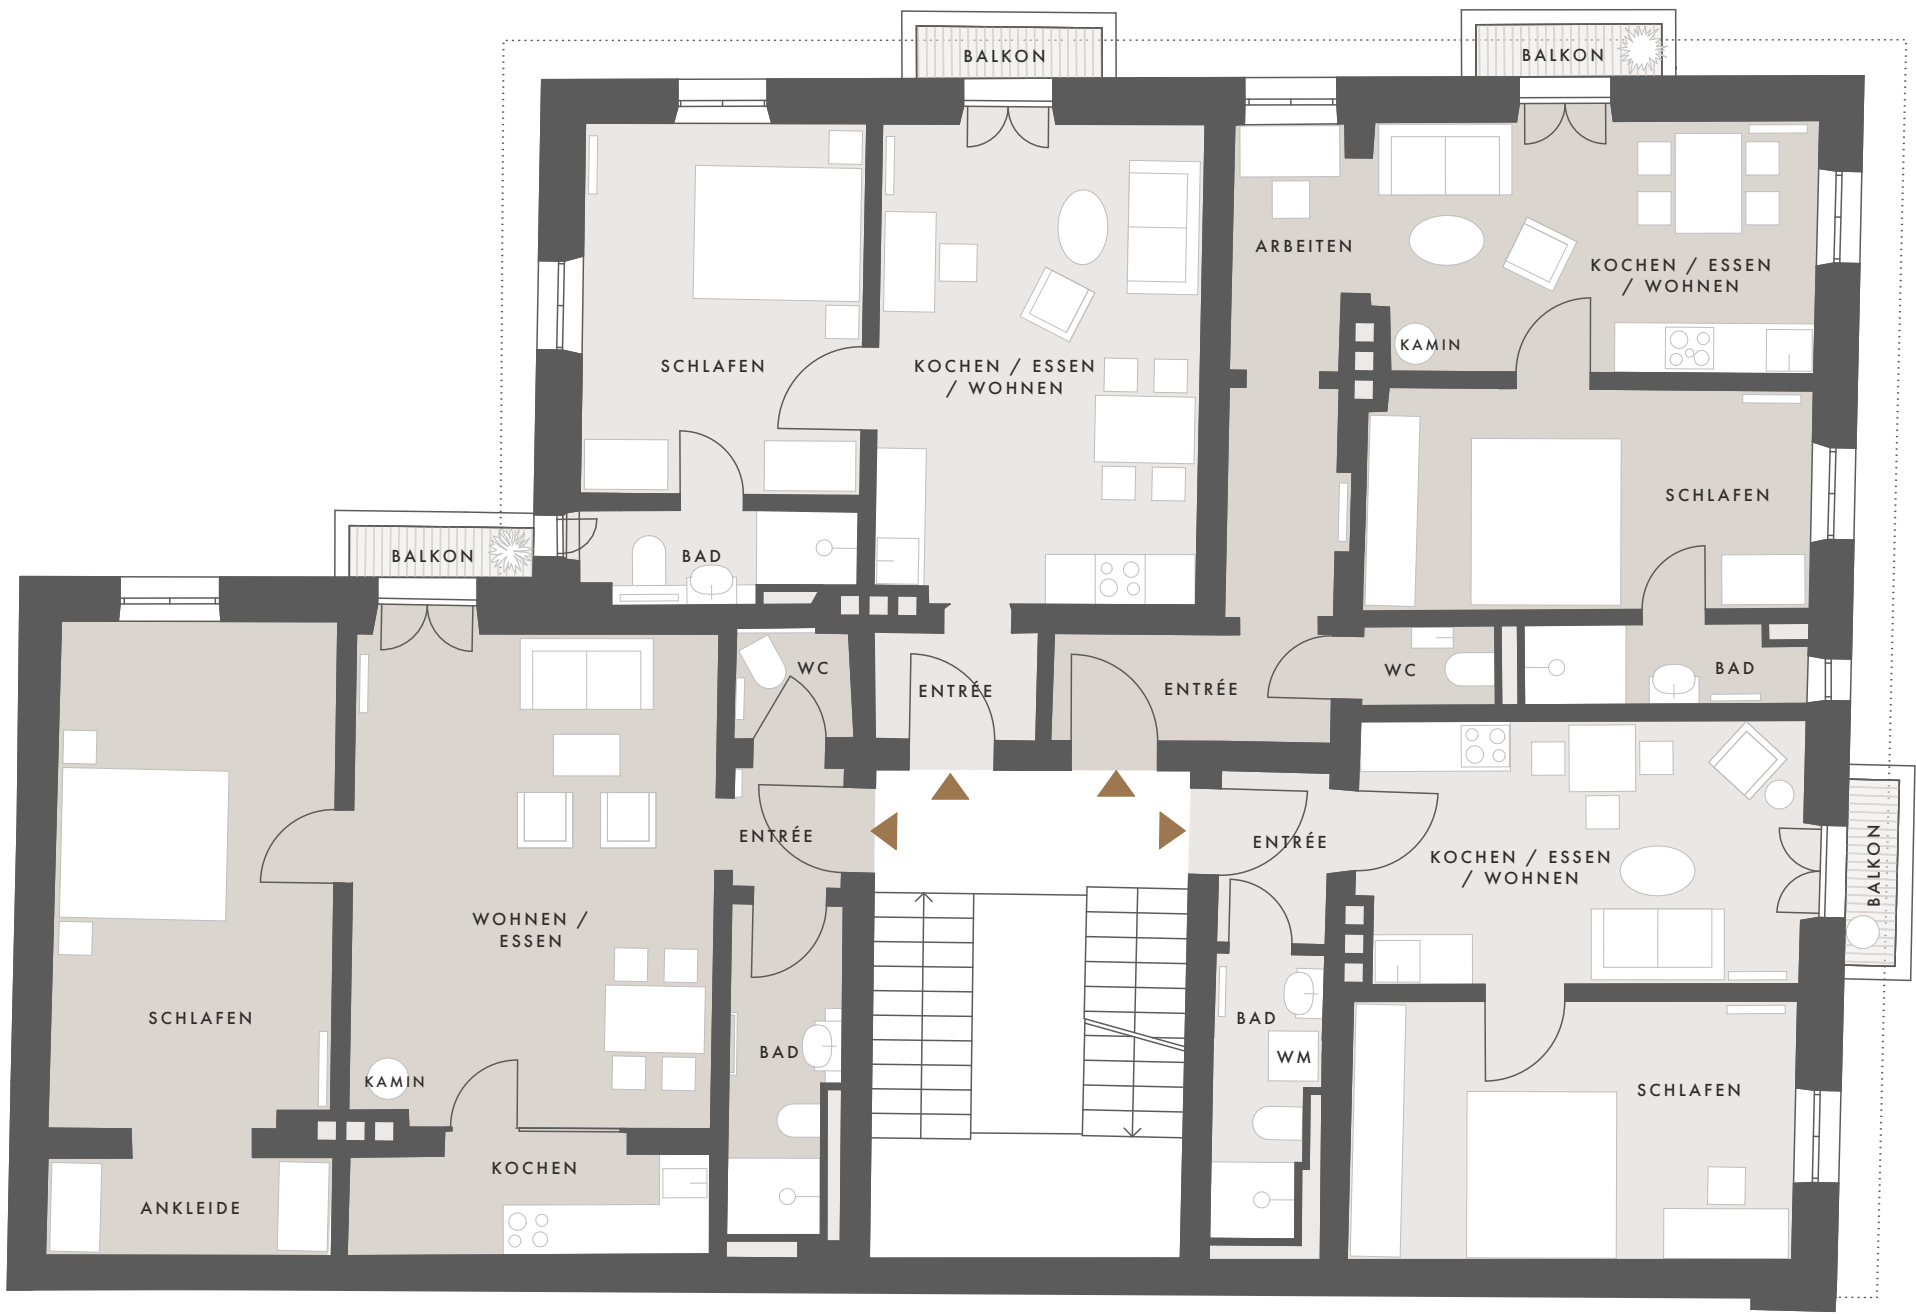 BALKON
BALKON
ARBEITEN
KOCHEN / ESSEN
/ WOHNEN
KAMIN
SCHLAFEN
KOCHEN / ESSEN
/ WOHNEN
SCHLAFEN
BALKON
BAD
WC
ENTRÉE
ENTRÉE
WC
BAD
ENTRÉE
ENTRÉE
KOCHEN / ESSEN
/ WOHNEN
BALKON
WOHNEN /
ESSEN
SCHLAFEN
BAD
BAD
WM
KAMIN
SCHLAFEN
KOCHEN
ANKLEIDE